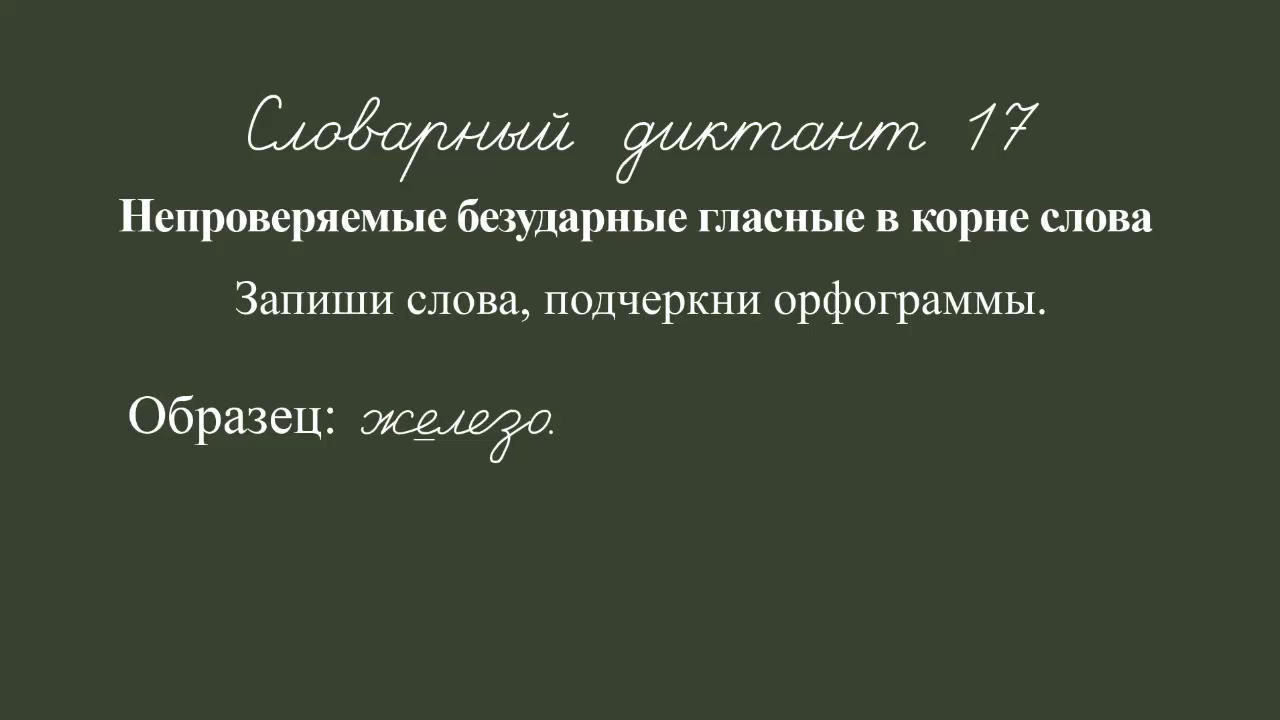 Словарный диктант 17
Непроверяемые безударные гласные в корне слова
Запиши слова, подчеркни орфограммы.
Образец: железо.